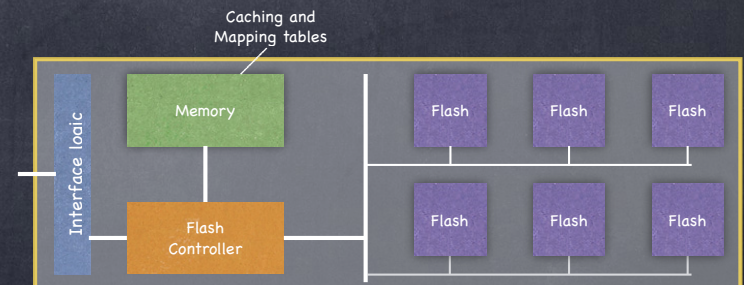 Caching and
Mapping tables
Interface logic
Memory
Flash
Controller
Flash
Flash
Flash
Flash
Flash
Flash